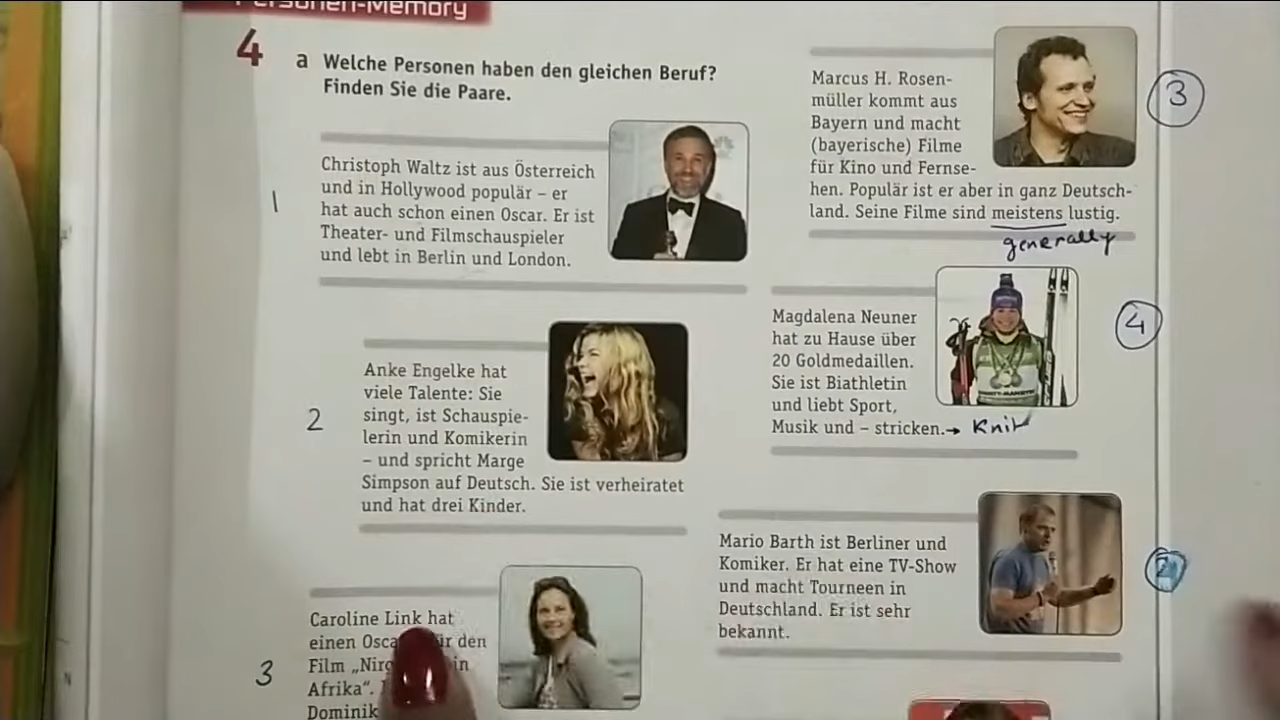 Personen-Memory
4 a Welche Personen haben den gleichen Beruf?
Finden Sie die Paare.
1
Christoph Waltz ist aus Österreich
und in Hollywood populär – er
hat auch schon einen Oscar. Er ist
Theater- und Filmschauspieler
und lebt in Berlin und London.
2
Anke Engelke hat
viele Talente: Sie
singt, ist Schauspie-
lerin und Komikerin
– und spricht Marge
Simpson auf Deutsch. Sie ist verheiratet
und hat drei Kinder.
3
Caroline Link hat
einen den
Film in
Afrika“.
Dominik
Marcus H. Rosen-
müller kommt aus
Bayern und macht
(bayerische) Filme
für Kino und Fernse-
hen. Populär ist er aber in ganz Deutsch-
land. Seine Filme sind meistens lustig.
generally
3
Magdalena Neuner
hat zu Hause über
20 Goldmedaillen.
Sie ist Biathletin
und liebt Sport,
Musik und – stricken.→ Knit
4
Mario Barth ist Berliner und
Komiker. Er hat eine TV-Show
und macht Tourneen in
Deutschland. Er ist sehr
bekannt.
2